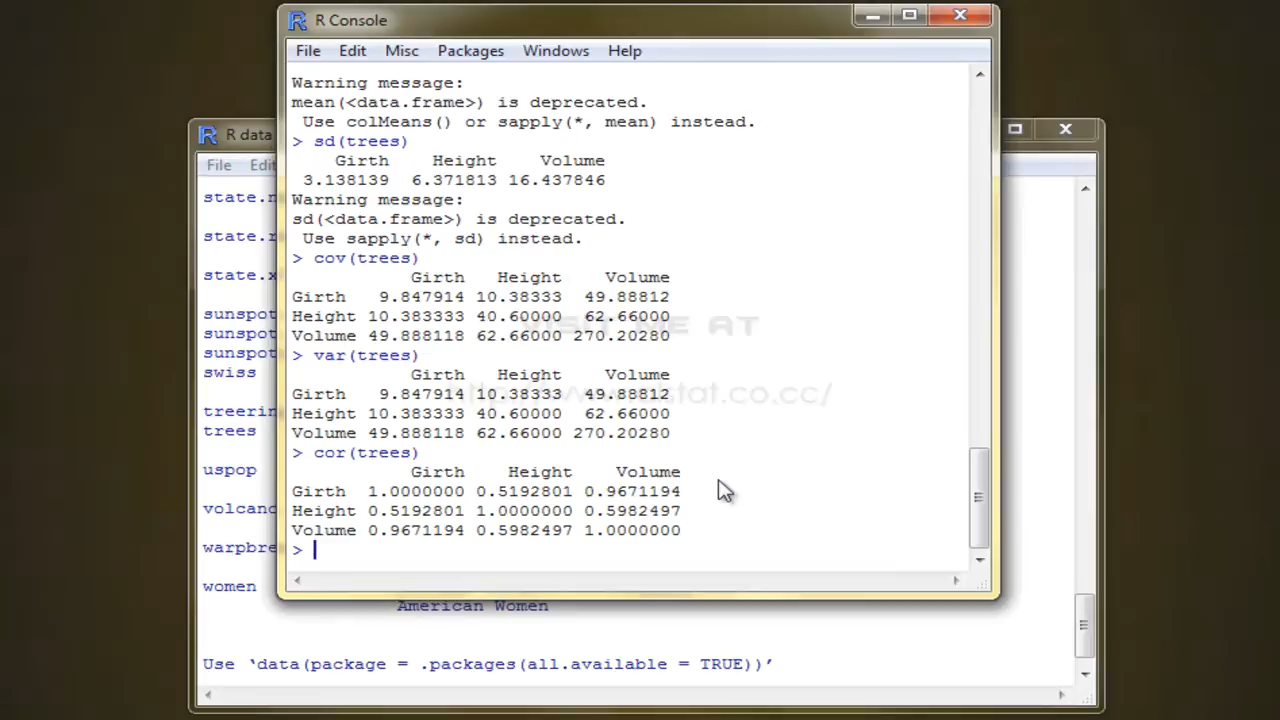 R Console
File Edit Misc Packages Windows Help
Warning message:
mean(<data.frame>) is deprecated.
 Use colMeans() or sapply(*, mean) instead.
> sd(trees)
    Girth    Height    Volume
 3.138139  6.371813 16.437846
Warning message:
sd(<data.frame>) is deprecated.
 Use sapply(*, sd) instead.
> cov(trees)
           Girth   Height    Volume
Girth   9.847914 10.38333  49.88812
Height 10.383333 40.60000  62.66000
Volume 49.888118 62.66000 270.20280
> var(trees)
           Girth   Height    Volume
Girth   9.847914 10.38333  49.88812
Height 10.383333 40.60000  62.66000
Volume 49.888118 62.66000 270.20280
> cor(trees)
           Girth    Height    Volume
Girth  1.0000000 0.5192801 0.9671194
Height 0.5192801 1.0000000 0.5982497
Volume 0.9671194 0.5982497 1.0000000
>
VISIT ME AT
R data
File Edi
state.n
state.r
state.x
sunspot
sunspot
sunspot
swiss
treerin
trees
uspop
volcano
warpbre
women
American Women
Use ‘data(package = .packages(all.available = TRUE))’